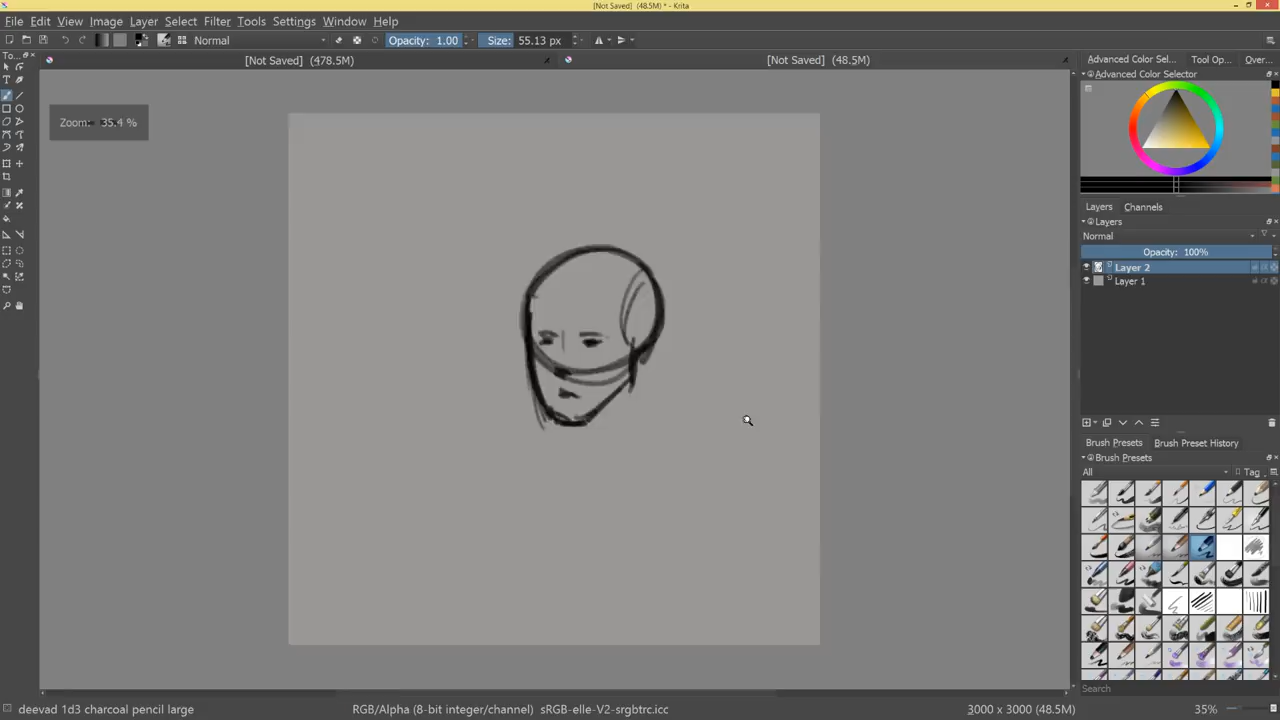 [Not Saved]  (48.5M) * - Krita
File Edit View Image Layer Select Filter Tools Settings Window Help
Normal Opacity: 1.00 Size: 55.13 px
To... [Not Saved]  (478.5M) [Not Saved]  (48.5M) Advanced Color Sel... Tool Op... Over...
Advanced Color Selector
Zoom: 35.4 %
Layers Channels
Layers
Normal
Opacity: 100%
Layer 2
Layer 1
Brush Presets Brush Preset History
Brush Presets
All Tag
Search
deevad 1d3 charcoal pencil large RGB/Alpha (8-bit integer/channel)  sRGB-elle-V2-srgbtrc.icc 3000 x 3000 (48.5M) 35%